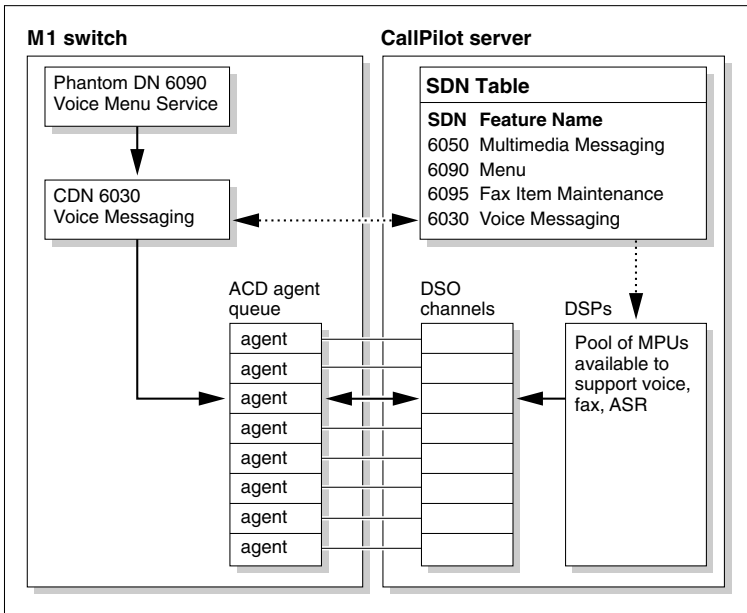 M1 switch
CallPilot server
Phantom DN 6090
Voice Menu Service
CDN 6030
Voice Messaging
SDN Table
SDN Feature Name
6050 Multimedia Messaging
6090 Menu
6095 Fax Item Maintenance
6030 Voice Messaging
ACD agent
queue
agent
agent
agent
agent
agent
agent
agent
agent
DSO
channels
DSPs
Pool of MPUs
available to
support voice,
fax, ASR